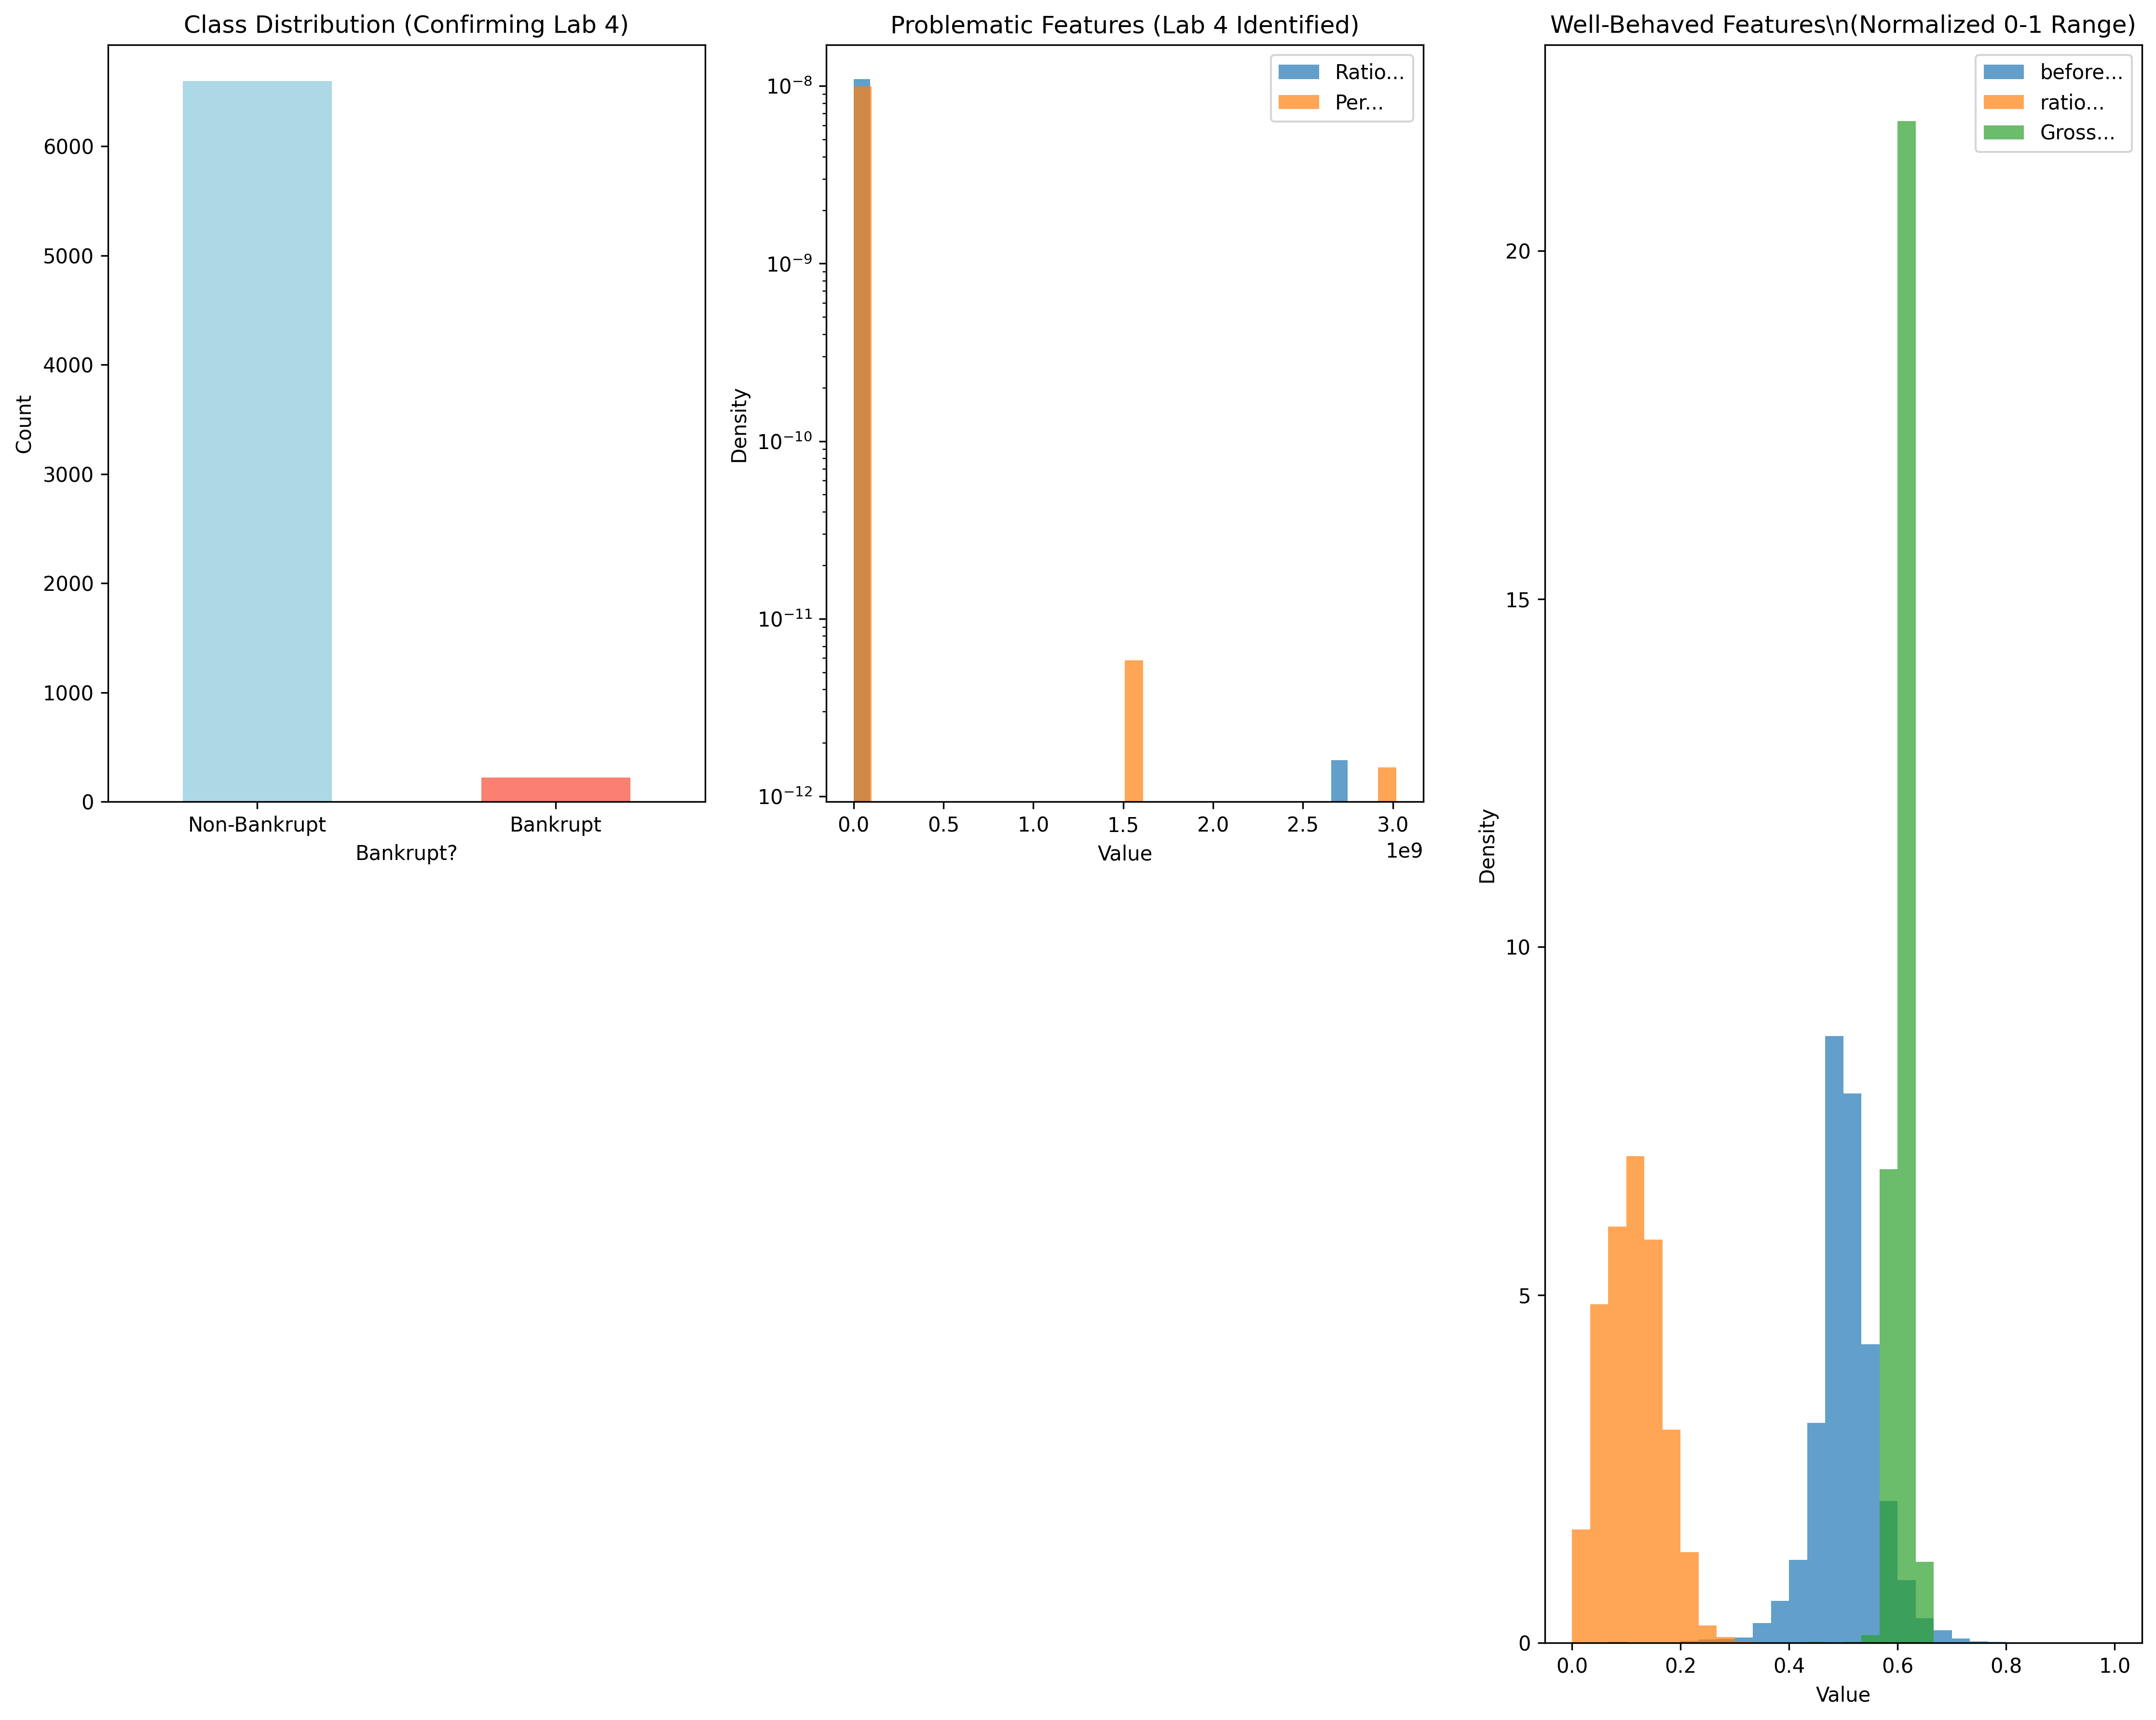 Class Distribution (Confirming Lab 4)
Count
6000
5000
4000
3000
2000
1000
0
Non-Bankrupt
Bankrupt
Bankrupt?
Problematic Features (Lab 4 Identified)
Ratio...
Per...
Density
10⁻⁸
10⁻⁹
10⁻¹⁰
10⁻¹¹
10⁻¹²
0.0 0.5 1.0 1.5 2.0 2.5 3.0
1e9
Value
Well-Behaved Features\n(Normalized 0-1 Range)
before...
ratio...
Gross...
Density
20
15
10
5
0
0.0 0.2 0.4 0.6 0.8 1.0
Value